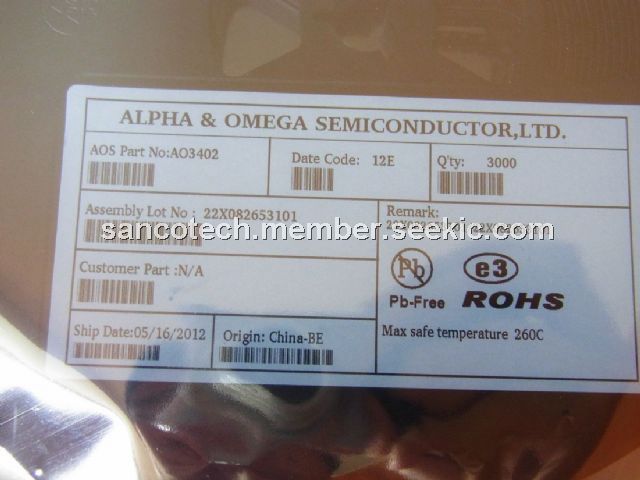 ALPHA & OMEGA SEMICONDUCTOR,LTD.
AOS Part No:AO3402
Date Code: 12E
Q'ty: 3000
Assembly Lot No : 22X082653101
Remark:
sancotech.member.seekic.com
Customer Part :N/A
Pb
e3
Pb-Free
ROHS
Ship Date:05/16/2012
Origin: China-BE
Max safe temperature 260C